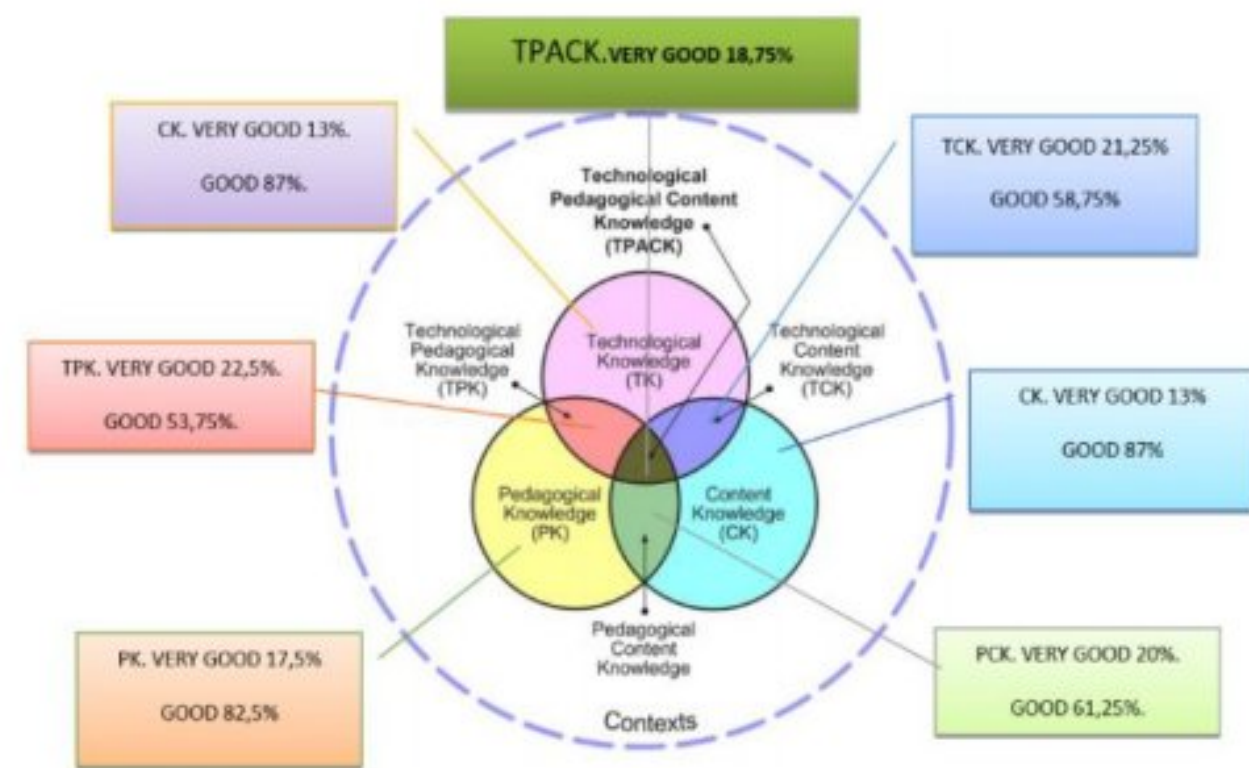 TPACK.VERY GOOD 18,75%
CK. VERY GOOD 13%.
GOOD 87%.
TCK. VERY GOOD 21,25%
GOOD 58,75%
Technological
Pedagogical Content
Knowledge
(TPACK)
Technological
Pedagogical
Knowledge
(TPK)
Technological
Knowledge
(TK)
Technological
Content
Knowledge
(TCK)
TPK. VERY GOOD 22,5%.
GOOD 53,75%.
CK. VERY GOOD 13%
GOOD 87%
Pedagogical
Knowledge
(PK)
Content
Knowledge
(CK)
Pedagogical
Content
Knowledge
PK. VERY GOOD 17,5%
GOOD 82,5%
PCK. VERY GOOD 20%.
GOOD 61,25%.
Contexts